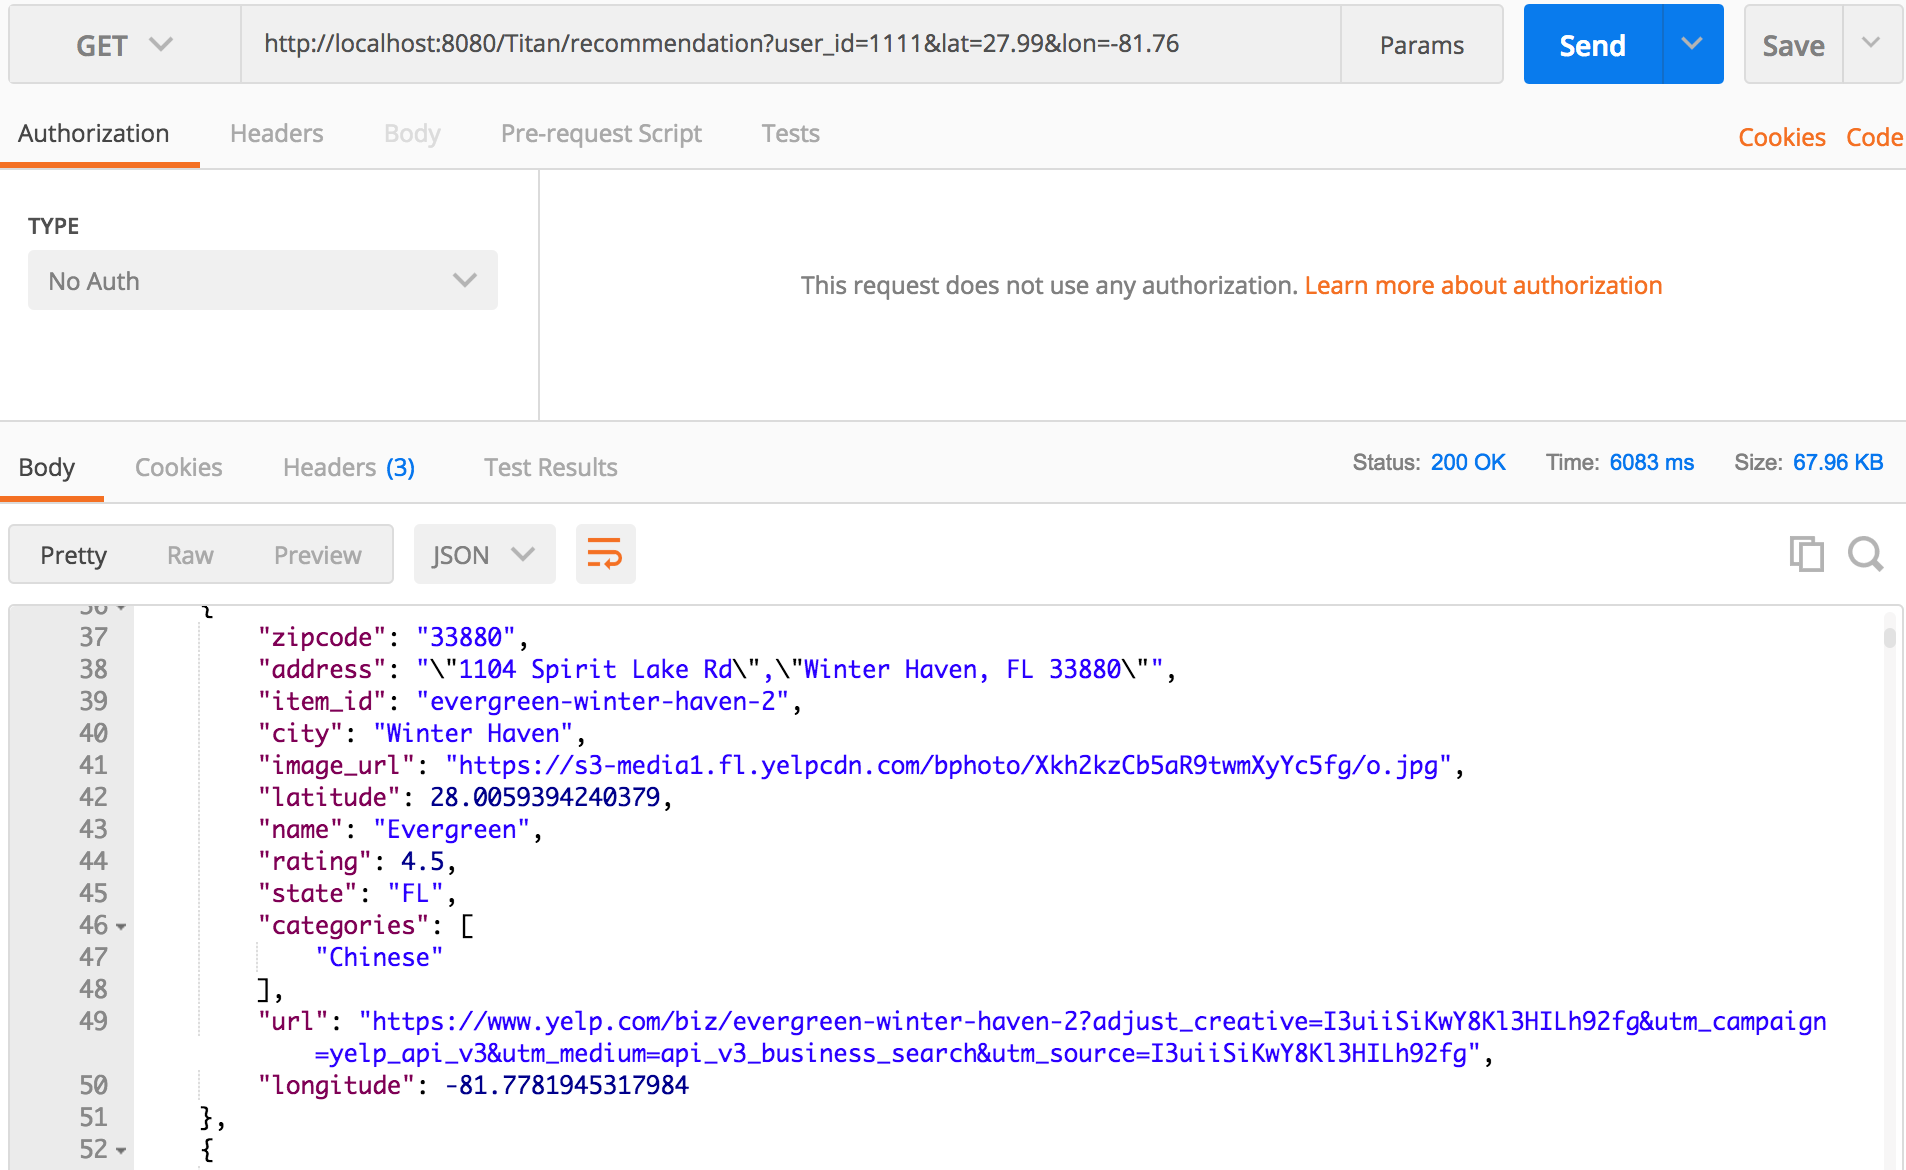 GET http://localhost:8080/Titan/recommendation?user_id=1111&lat=27.99&lon=-81.76 Params Send Save
Authorization Headers Body Pre-request Script Tests Cookies Code
TYPE
No Auth
This request does not use any authorization. Learn more about authorization
Body Cookies Headers (3) Test Results Status: 200 OK Time: 6083 ms Size: 67.96 KB
Pretty Raw Preview JSON
36 {
37 "zipcode": "33880",
38 "address": "\"1104 Spirit Lake Rd\",\"Winter Haven, FL 33880\"",
39 "item_id": "evergreen-winter-haven-2",
40 "city": "Winter Haven",
41 "image_url": "https://s3-media1.fl.yelpcdn.com/bphoto/Xkh2kzCb5aR9twmXyYc5fg/o.jpg",
42 "latitude": 28.0059394240379,
43 "name": "Evergreen",
44 "rating": 4.5,
45 "state": "FL",
46 "categories": [
47 "Chinese"
48 ],
49 "url": "https://www.yelp.com/biz/evergreen-winter-haven-2?adjust_creative=I3uiiSiKwY8Kl3HILh92fg&utm_campaign
=yelp_api_v3&utm_medium=api_v3_business_search&utm_source=I3uiiSiKwY8Kl3HILh92fg",
50 "longitude": -81.7781945317984
51 },
52 {